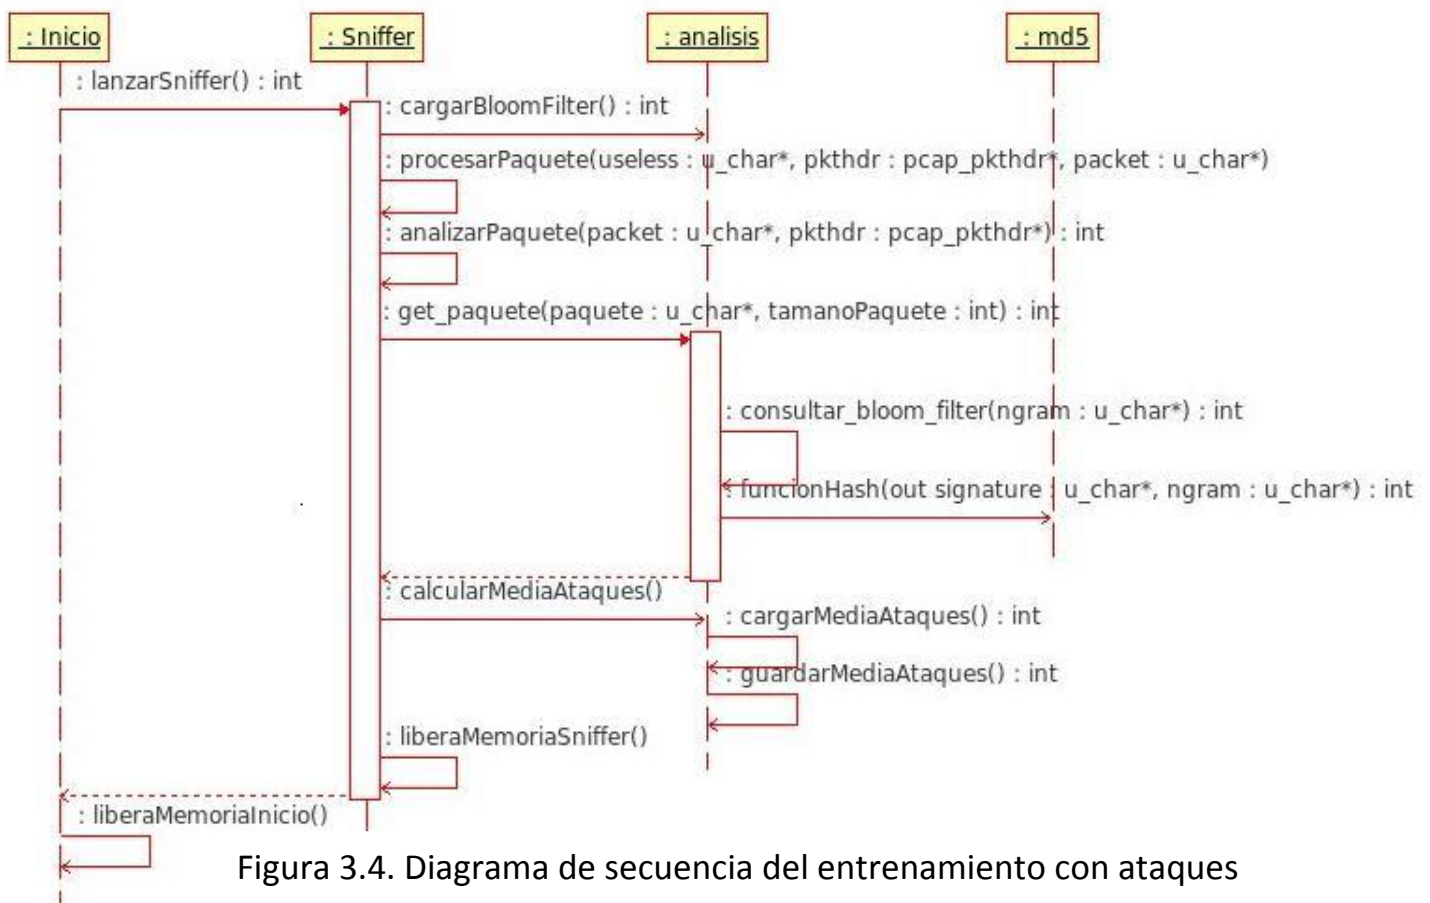 : Inicio
: Sniffer
: analisis
: md5
: lanzarSniffer() : int
: cargarBloomFilter() : int
: procesarPaquete(useless : u_char*, pkthdr : pcap_pkthdr*, packet : u_char*)
: analizarPaquete(packet : u_char*, pkthdr : pcap_pkthdr*) : int
: get_paquete(paquete : u_char*, tamanoPaquete : int) : int
: consultar_bloom_filter(ngram : u_char*) : int
: funcionHash(out signature : u_char*, ngram : u_char*) : int
: calcularMediaAtaques()
: cargarMediaAtaques() : int
: guardarMediaAtaques() : int
: liberaMemoriaSniffer()
: liberaMemoriaInicio()
Figura 3.4. Diagrama de secuencia del entrenamiento con ataques